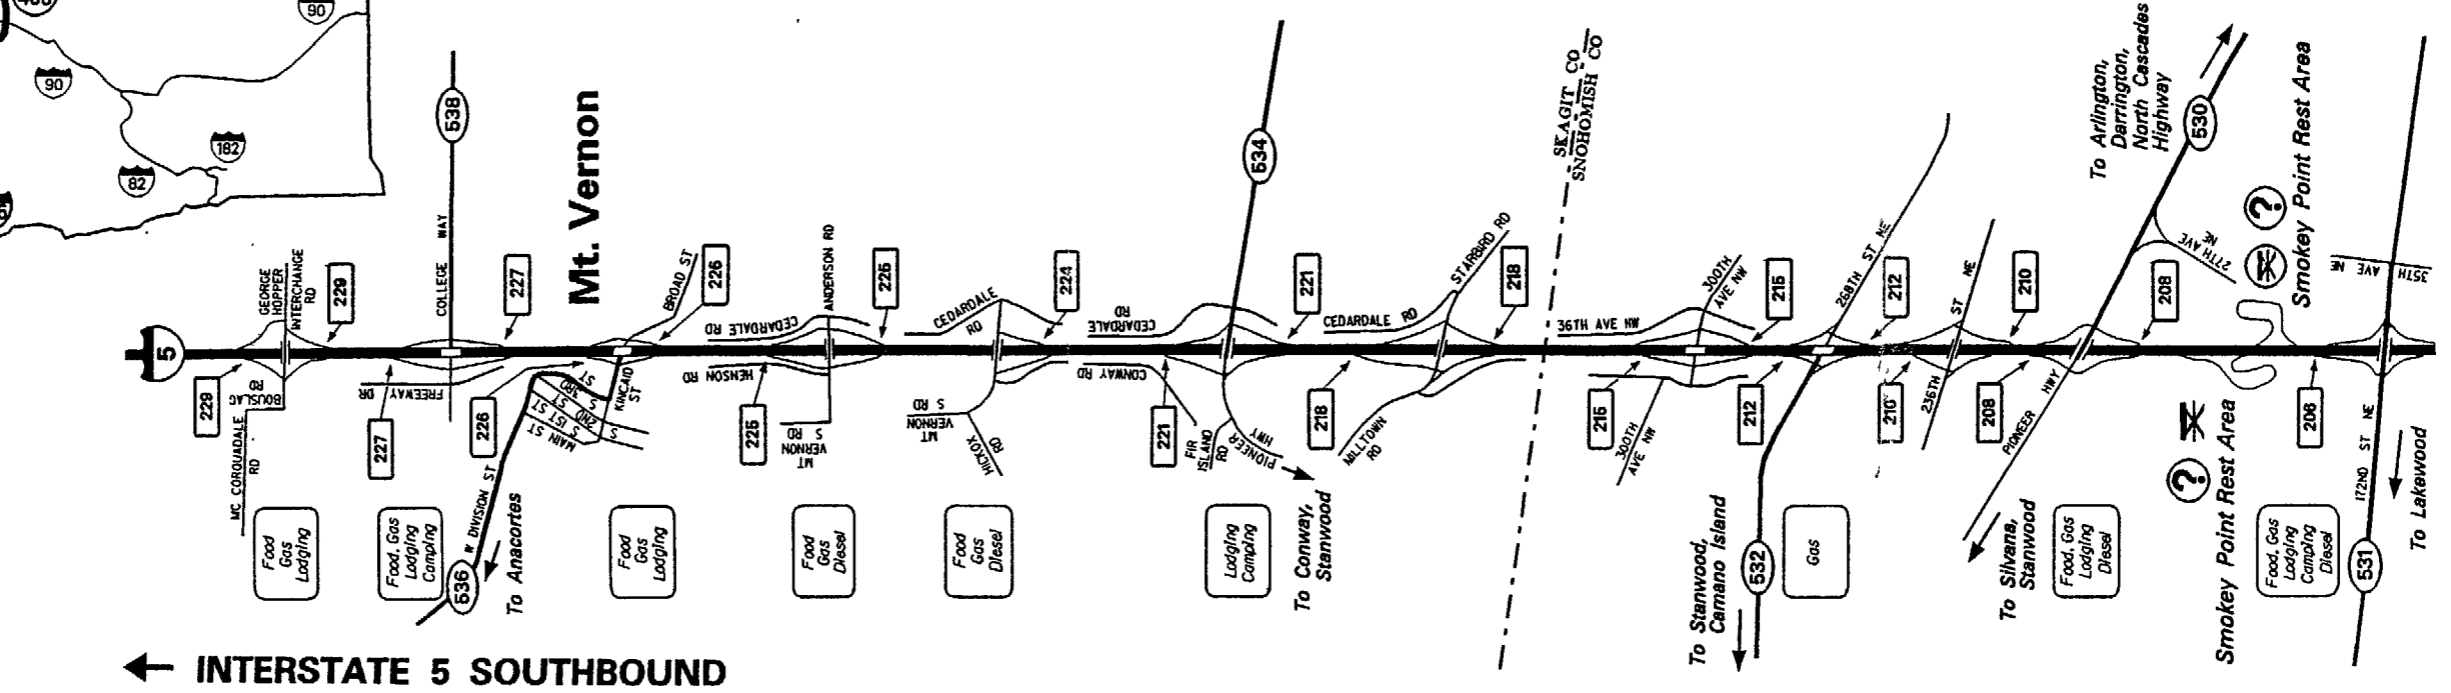 90
90
182
82
5
GEORGE
HOPPER
INTERCHANGE
RD
229
229
BOUSLAG
RD
MC CORQUADALE
RD
Food
Gas
Lodging
538
COLLEGE WAY
227
227
FREEWAY
DR
Food, Gas
Lodging
Camping
Mt. Vernon
BROAD ST
226
226
KINCAID
ST
S 3RD
ST
S 2ND
ST
S 1ST ST
MAIN ST
W DIVISION ST
536
To Anacortes
Food
Gas
Lodging
CEDARDALE
RD
HENSON RD
ANDERSON RD
225
225
MT
VERNON
S RD
Food
Gas
Diesel
CEDARDALE
RD
224
MT
VERNON
S RD
HICKOX
RD
Food
Gas
Diesel
CEDARDALE
RD
CONWAY RD
534
221
221
FIR
ISLAND
RD
PIONEER
HWY
To Conway,
Stanwood
Lodging
Camping
CEDARDALE RD
STARBIRD RD
218
218
MILLTOWN
RD
SKAGIT CO
SNOHOMISH CO
36TH AVE NW
300TH
AVE NW
215
215
300TH
AVE NW
268TH ST NE
212
212
532
To Stanwood,
Camano Island
Gas
236TH ST NE
210
210
To Arlington,
Darrington,
North Cascades
Highway
530
27TH AVE
NE
208
208
PIONEER HWY
To Silvana,
Stanwood
Food, Gas
Lodging
Diesel
?
Smokey Point Rest Area
?
Smokey Point Rest Area
206
35TH AVE NE
172ND ST NE
531
To Lakewood
Food, Gas
Lodging
Camping
Diesel
INTERSTATE 5 SOUTHBOUND